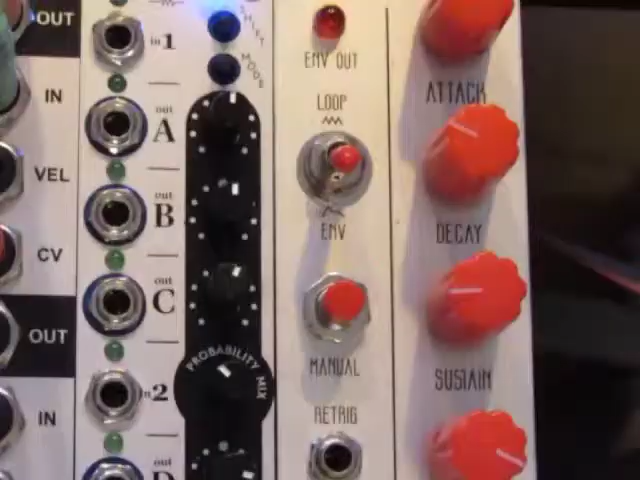 OUT
IN
VEL
CV
OUT
IN
in 1
out
A
out
B
out
C
in 2
out
D
SHIFT
MODE
PROBABILITY MIX
ENV OUT
LOOP
ENV
MANUAL
RETRIG
ATTACK
DECAY
SUSTAIN